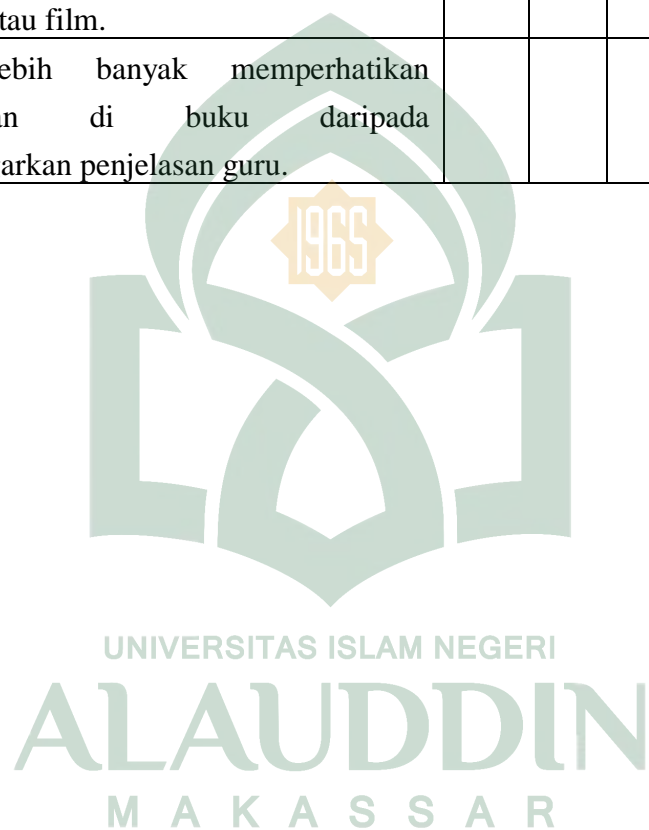 tau film.
ebih banyak memperhatikan
an di buku daripada
arkan penjelasan guru.
1965
UNIVERSITAS ISLAM NEGERI
ALAUDDIN
MAKASSAR